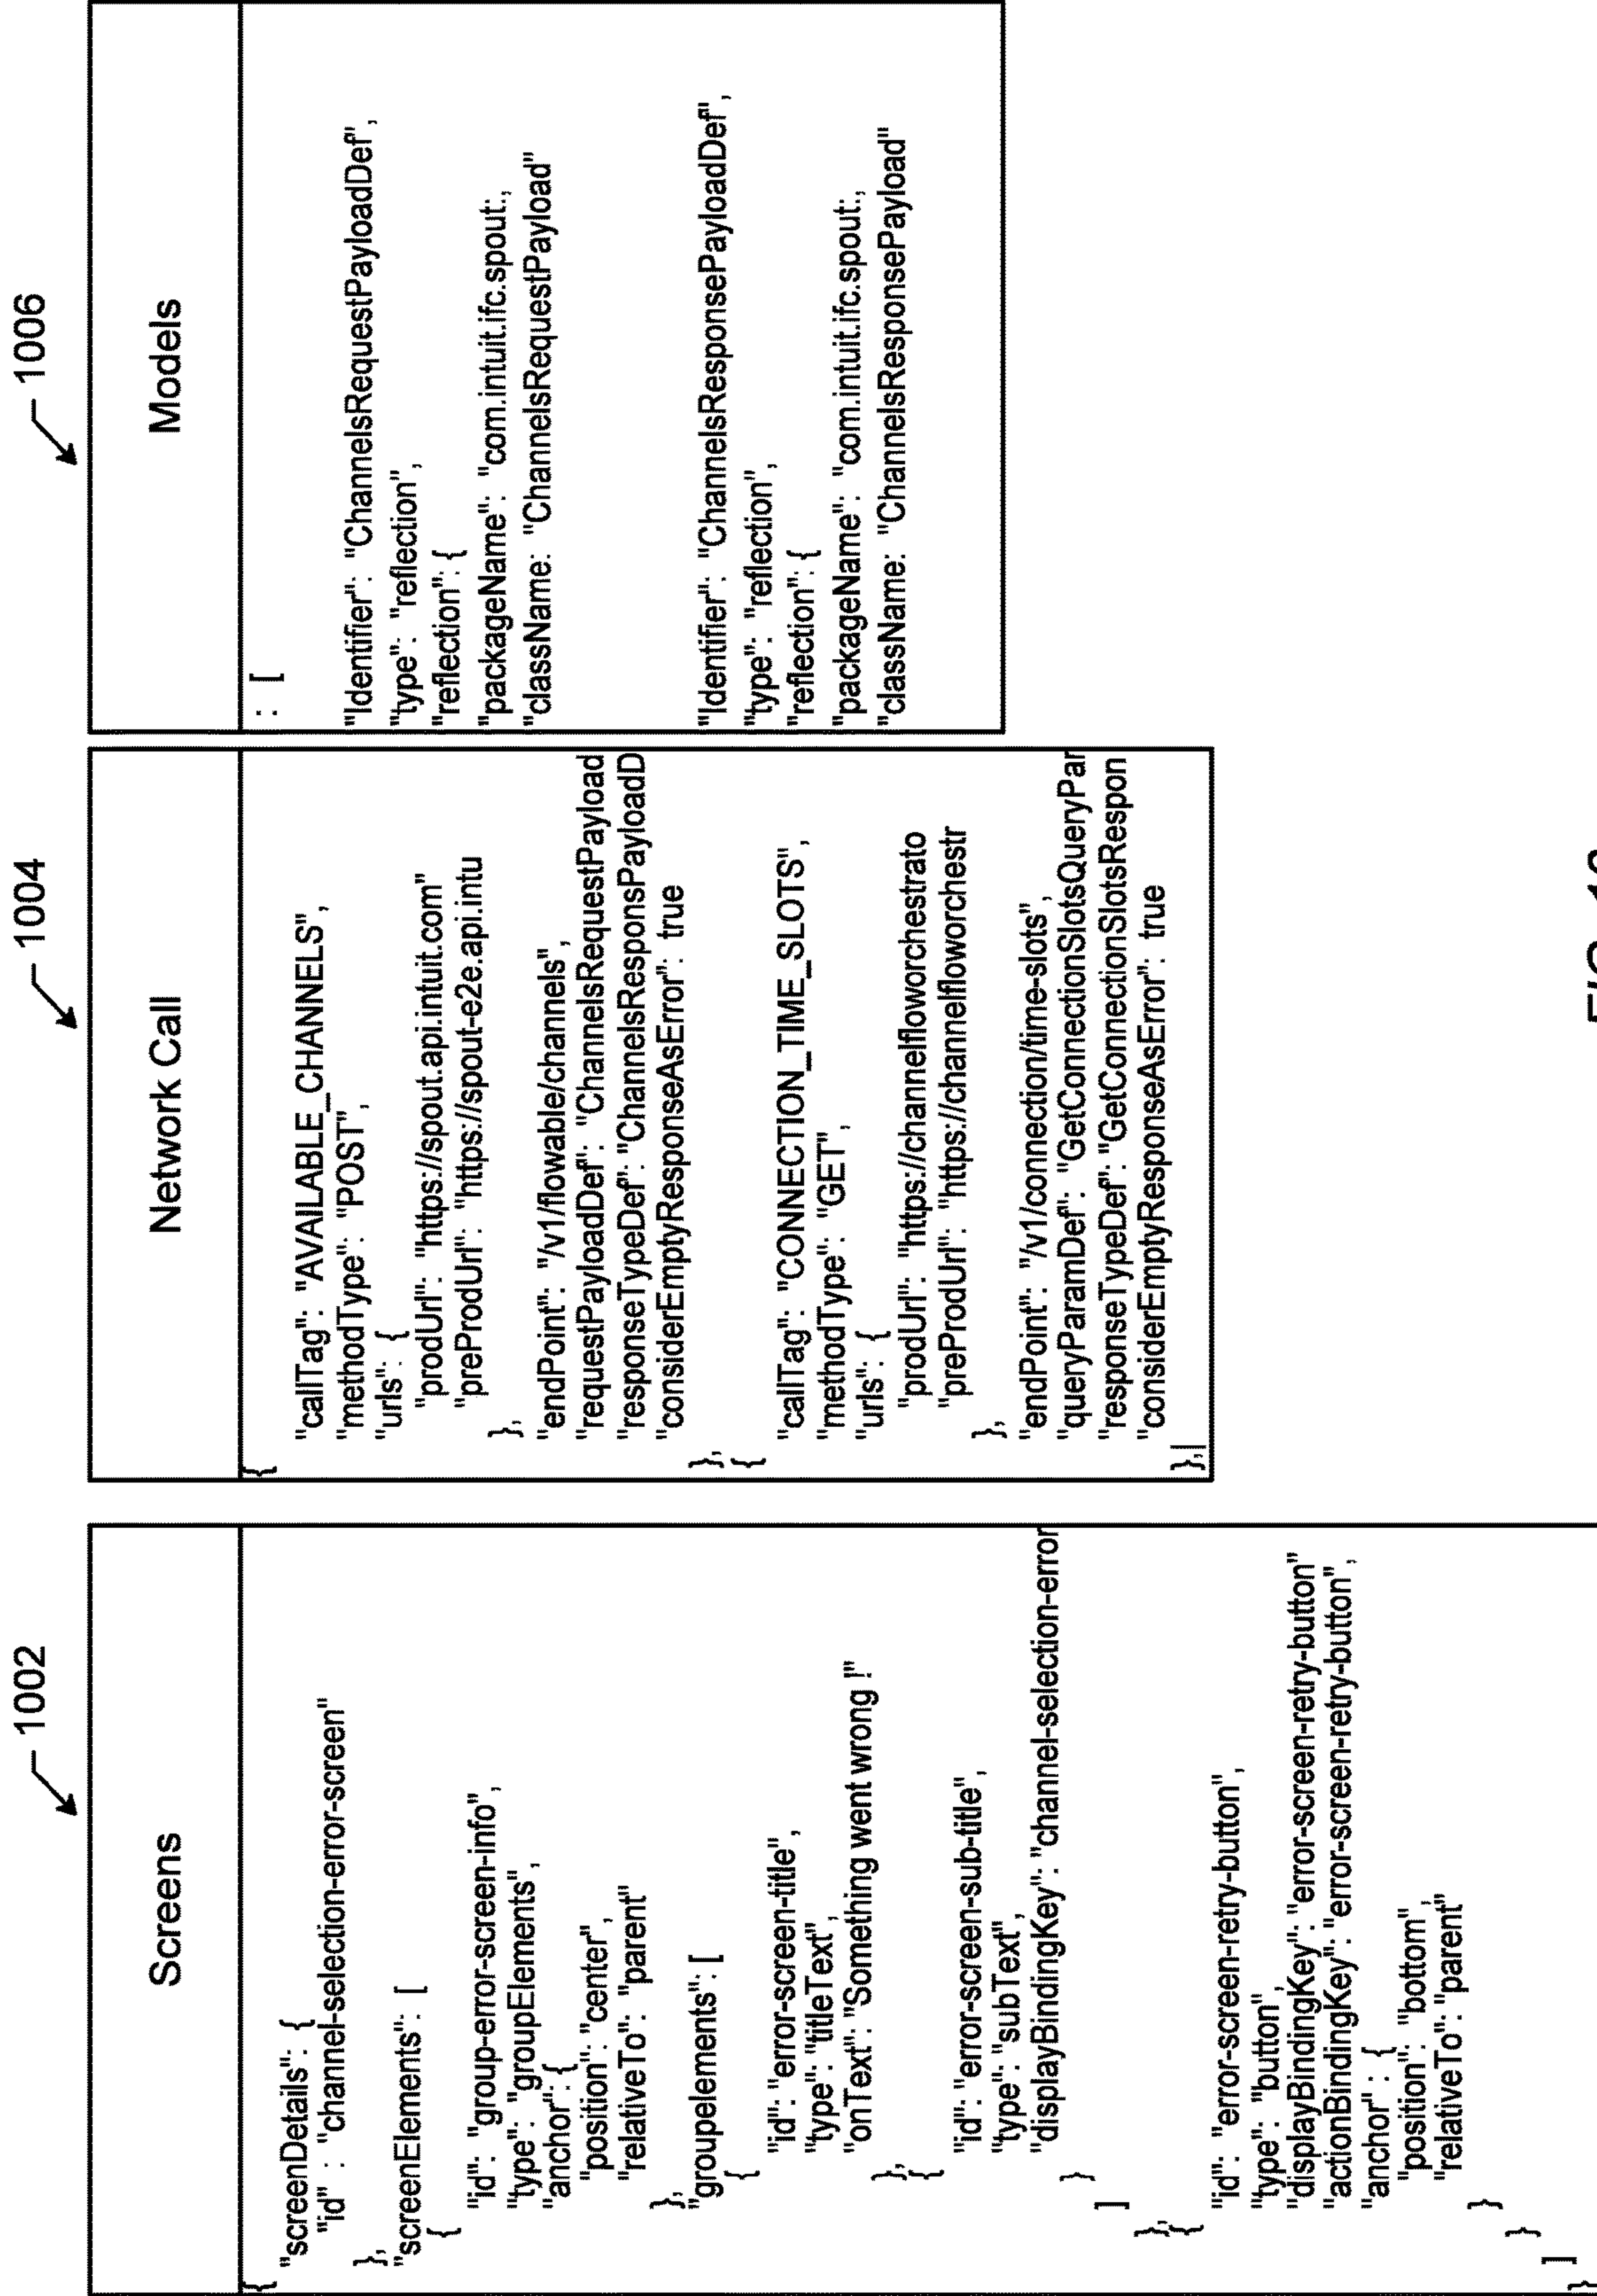 1002
Screens
{
"screenDetails": {
"id" : "channel-selection-error-screen"
},
"screenElements": [
{
"id": "group-error-screen-info",
"type": "groupElements",
"anchor": {
"position": "center",
"relativeTo": "parent"
},
"groupelements": [
{
"id": "error-screen-title",
"type": "titleText",
"onText": "Something went wrong !"
},
{
"id": "error-screen-sub-title",
"type": "subText",
"displayBindingKey": "channel-selection-error
}
]
},
{
"id": "error-screen-retry-button",
"type": "button",
"displayBindingKey": "error-screen-retry-button"
"actionBindingKey": "error-screen-retry-button",
"anchor": {
"position": "bottom",
"relativeTo": "parent"
}
}
]
}
1004
Network Call
{
"callTag": "AVAILABLE_CHANNELS",
"methodType": "POST",
"urls": {
"prodUrl": "https://spout.api.intuit.com"
"preProdUrl": "https://spout-e2e.api.intu
},
"endPoint": "/v1/flowable/channels",
"requestPayloadDef": "ChannelsRequestPayload
"responseTypeDef": "ChannelsResponsPayloadD
"considerEmptyResponseAsError": true
},
{
"callTag": "CONNECTION_TIME_SLOTS",
"methodType": "GET",
"urls": {
"prodUrl": "https://channelfloworchestrato
"preProdUrl": "https://channelfloworchestr
},
"endPoint": "/v1/connection/time-slots",
"queryParamDef": "GetConnectionSlotsQueryPar
"responseTypeDef": "GetConnectionSlotsRespon
"considerEmptyResponseAsError": true
},|
1006
Models
: [
"Identifier": "ChannelsRequestPayloadDef",
"type": "reflection",
"reflection": {
"packageName": "com.intuit.ifc.spout:,
"className: "ChannelsRequestPayload"
"Identifier": "ChannelsResponsePayloadDef",
"type": "reflection",
"reflection": {
"packageName": "com.intuit.ifc.spout:,
"className: "ChannelsResponsePayload"